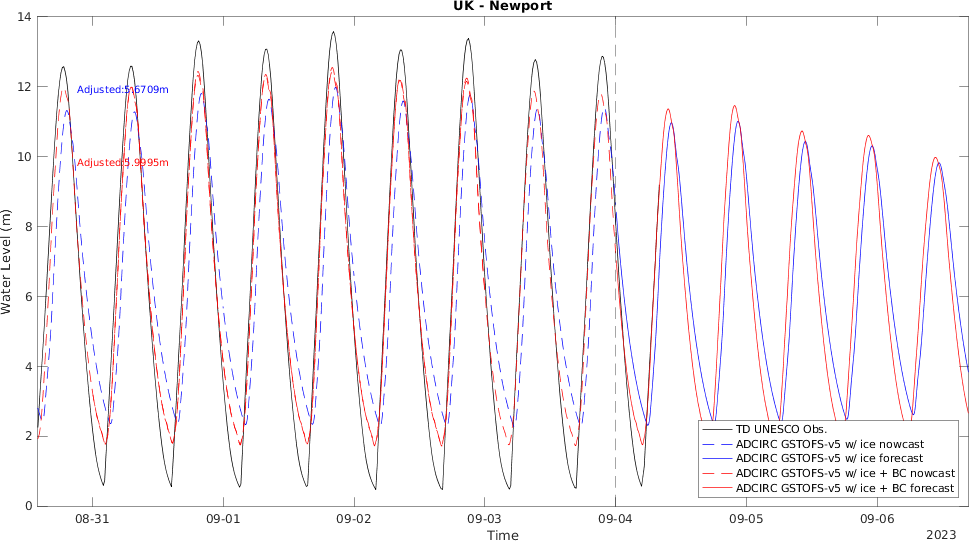 UK - Newport
14
12
10
8
6
4
2
0
Water Level (m)
Adjusted:5.6709m
Adjusted:5.9995m
TD UNESCO Obs.
ADCIRC GSTOFS-v5 w/ ice nowcast
ADCIRC GSTOFS-v5 w/ ice forecast
ADCIRC GSTOFS-v5 w/ ice + BC nowcast
ADCIRC GSTOFS-v5 w/ ice + BC forecast
08-31 09-01 09-02 09-03 09-04 09-05 09-06
Time
2023